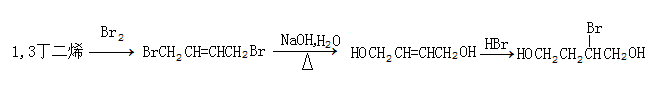 1,3丁二烯 Br₂ BrCH₂CH=CHCH₂Br NaOH,H₂O △ HOCH₂CH=CHCH₂OH HBr HOCH₂CH₂CHCH₂OH
Br